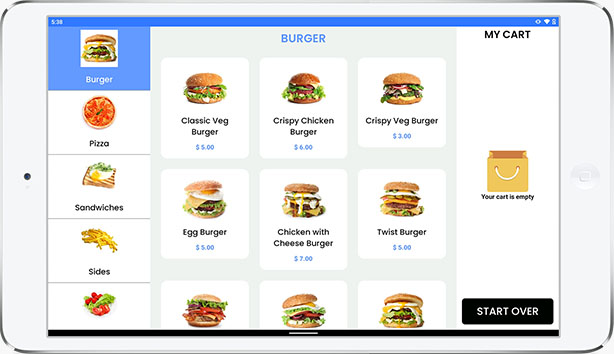 5:38
BURGER
MY CART
Burger
Pizza
Sandwiches
Sides
Classic Veg
Burger
$ 5.00
Crispy Chicken
Burger
$ 6.00
Crispy Veg Burger
$ 3.00
Egg Burger
$ 5.00
Chicken with
Cheese Burger
$ 7.00
Twist Burger
$ 5.00
Your cart is empty
START OVER